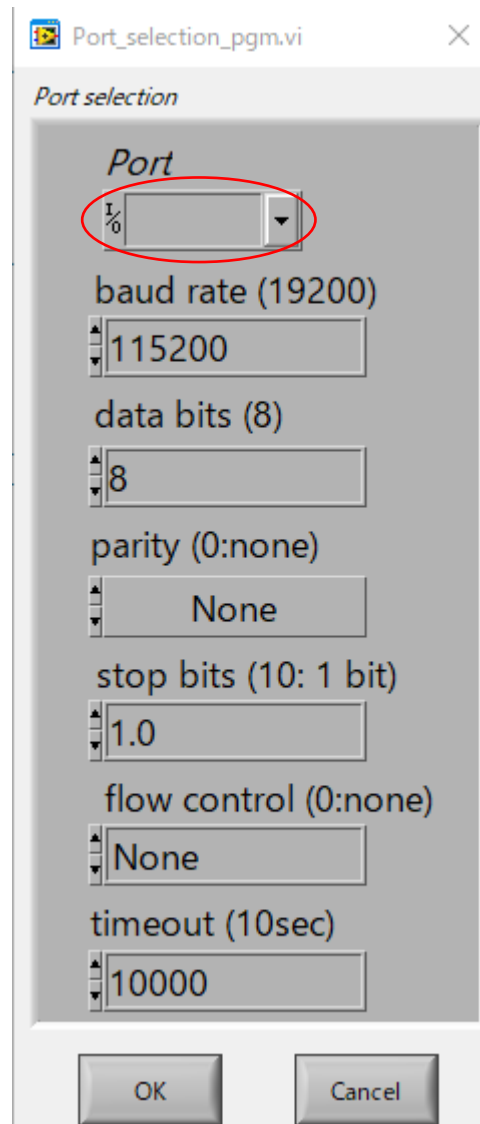 Port_selection_pgm.vi
Port selection
Port
I/O
baud rate (19200)
115200
data bits (8)
8
parity (0:none)
None
stop bits (10: 1 bit)
1.0
flow control (0:none)
None
timeout (10sec)
10000
OK Cancel